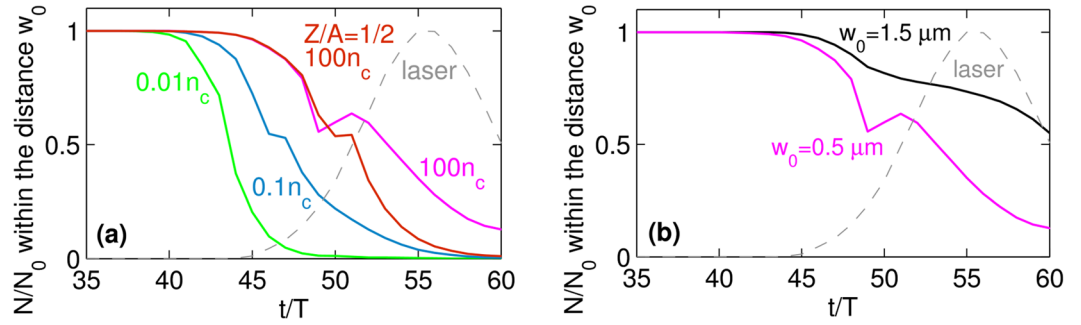 N/N0 within the distance w0
1
0.5
0
35
40
45
50
55
60
t/T
(a)
Z/A=1/2
100nc
laser
0.01nc
0.1nc
100nc
N/N0 within the distance w0
1
0.5
0
35
40
45
50
55
60
t/T
(b)
w0=1.5 μm
laser
w0=0.5 μm